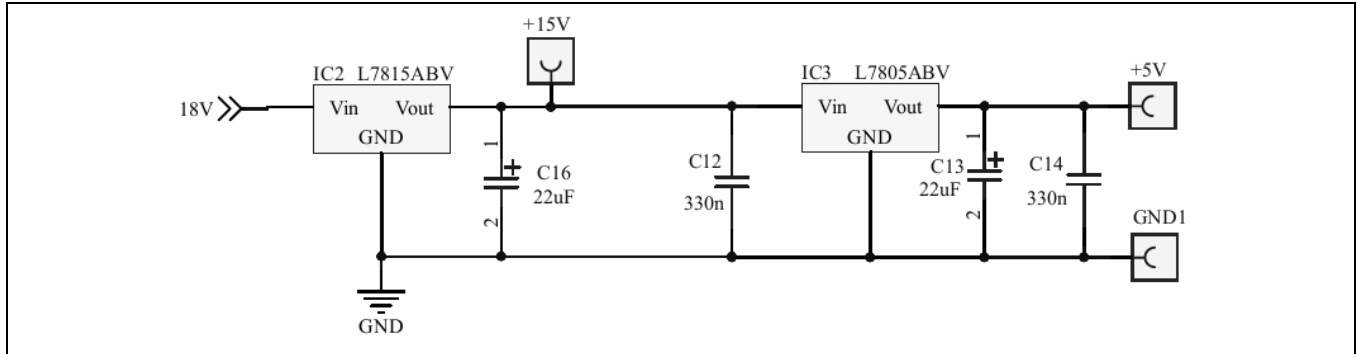 +15V
IC2 L7815ABV
IC3 L7805ABV
+5V
18V
Vin Vout
GND
Vin Vout
GND
1
C16
22uF
2
C12
330n
1
C13
22uF
2
C14
330n
GND1
GND